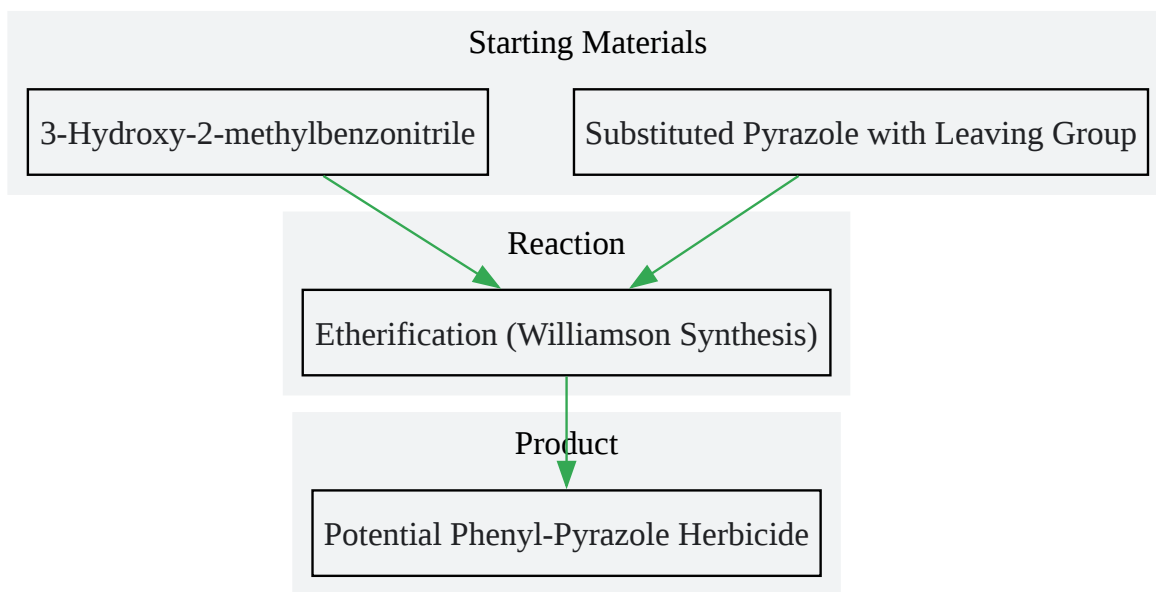 Starting Materials
3-Hydroxy-2-methylbenzonitrile
Substituted Pyrazole with Leaving Group
Reaction
Etherification (Williamson Synthesis)
Product
Potential Phenyl-Pyrazole Herbicide